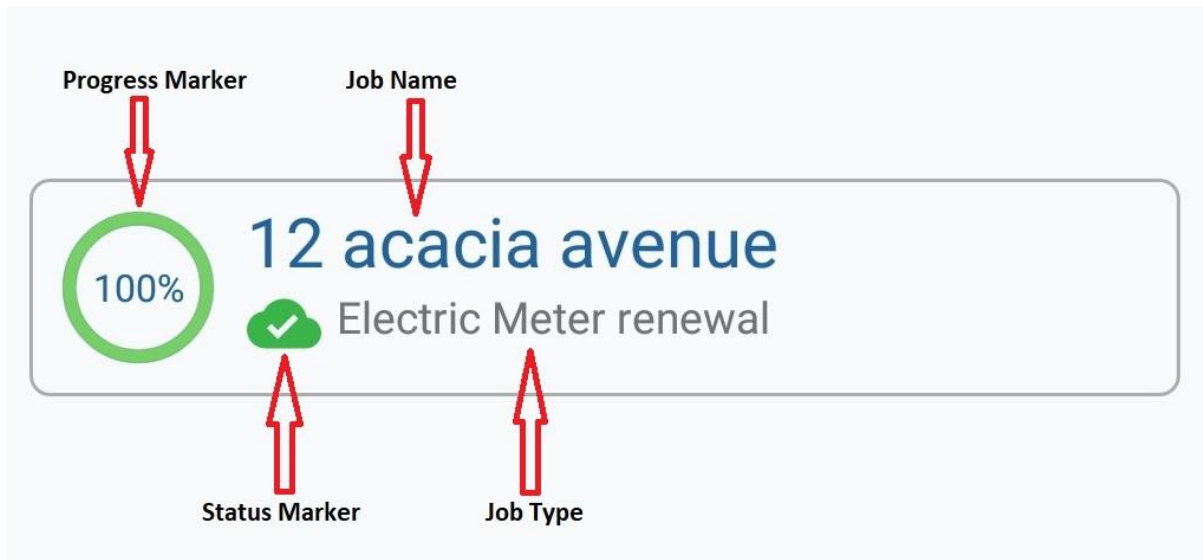 Progress Marker
Job Name
12 acacia avenue
100%
Electric Meter renewal
Status Marker
Job Type